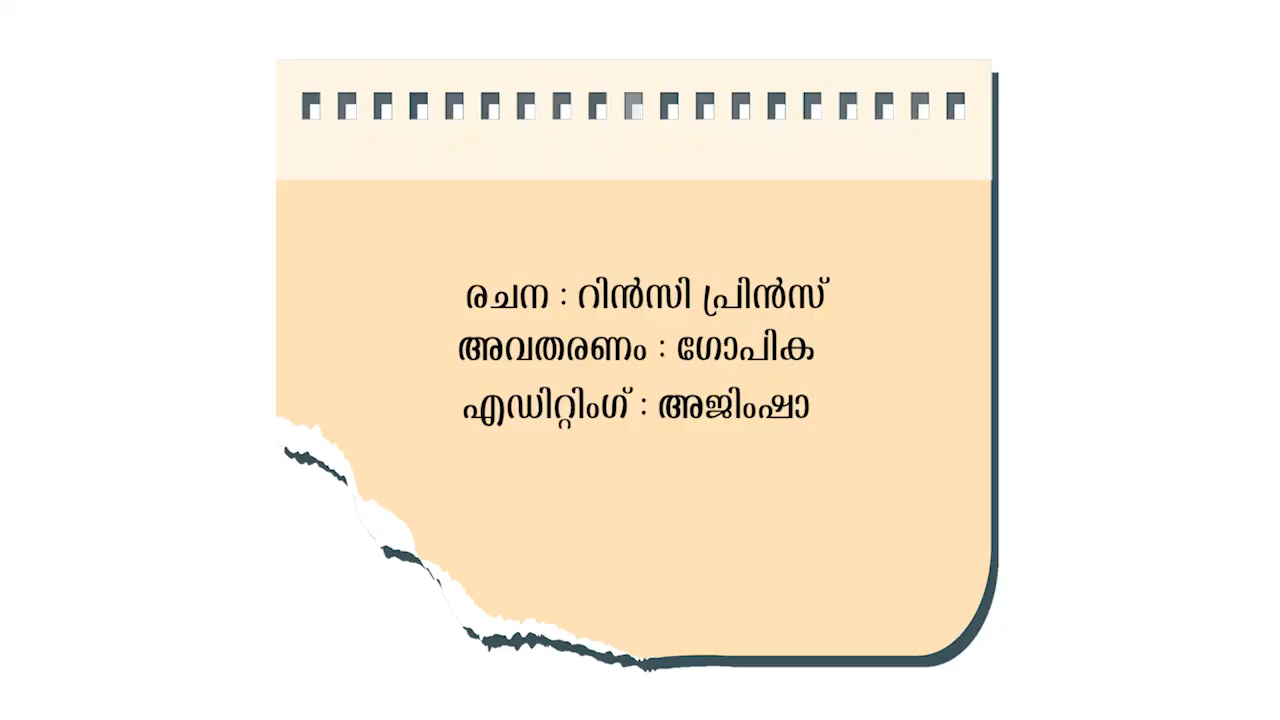 രചന : റിൻസി പ്രിൻസ്
അവതരണം : ഗോപിക
എഡിറ്റിംഗ് : അജിംഷാ